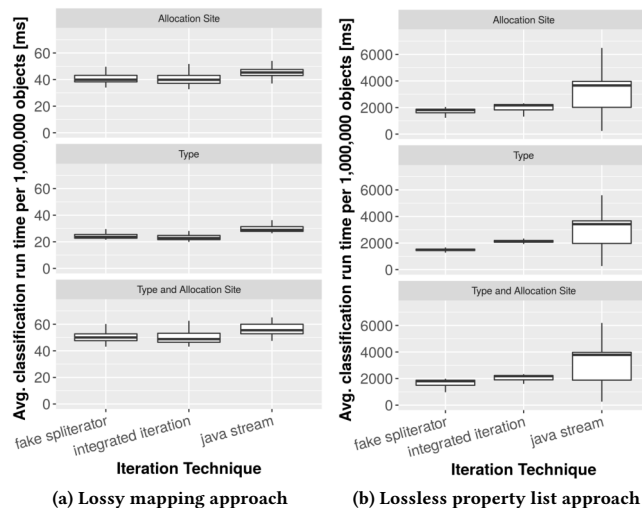 Avg. classification run time per 1,000,000 objects [ms]
Allocation Site
60
40
20
0
Type
60
40
20
0
Type and Allocation Site
60
40
20
0
fake spliterator
integrated iteration
java stream
Iteration Technique
(a) Lossy mapping approach
Avg. classification run time per 1,000,000 objects [ms]
Allocation Site
6000
4000
2000
0
Type
6000
4000
2000
0
Type and Allocation Site
6000
4000
2000
0
fake spliterator
integrated iteration
java stream
Iteration Technique
(b) Lossless property list approach